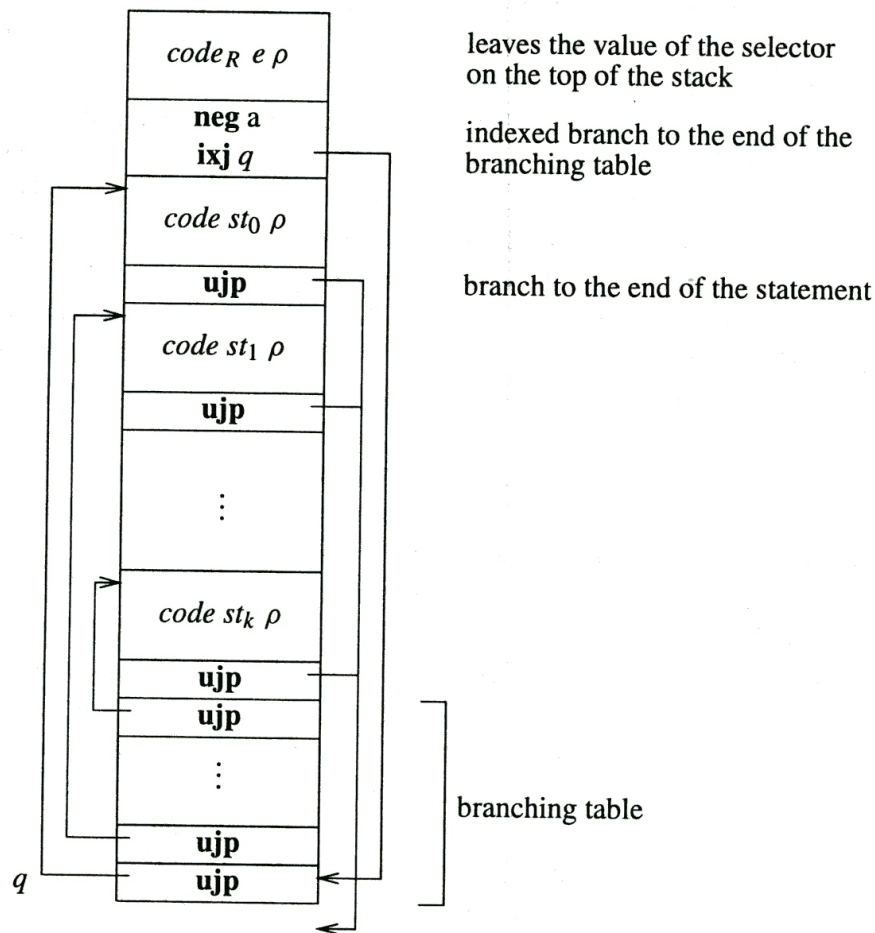 code_R e ρ
leaves the value of the selector
on the top of the stack
neg a
ixj q
indexed branch to the end of the
branching table
code st_0 ρ
ujp
branch to the end of the statement
code st_1 ρ
ujp
⋮
code st_k ρ
ujp
ujp
⋮
branching table
ujp
q
ujp